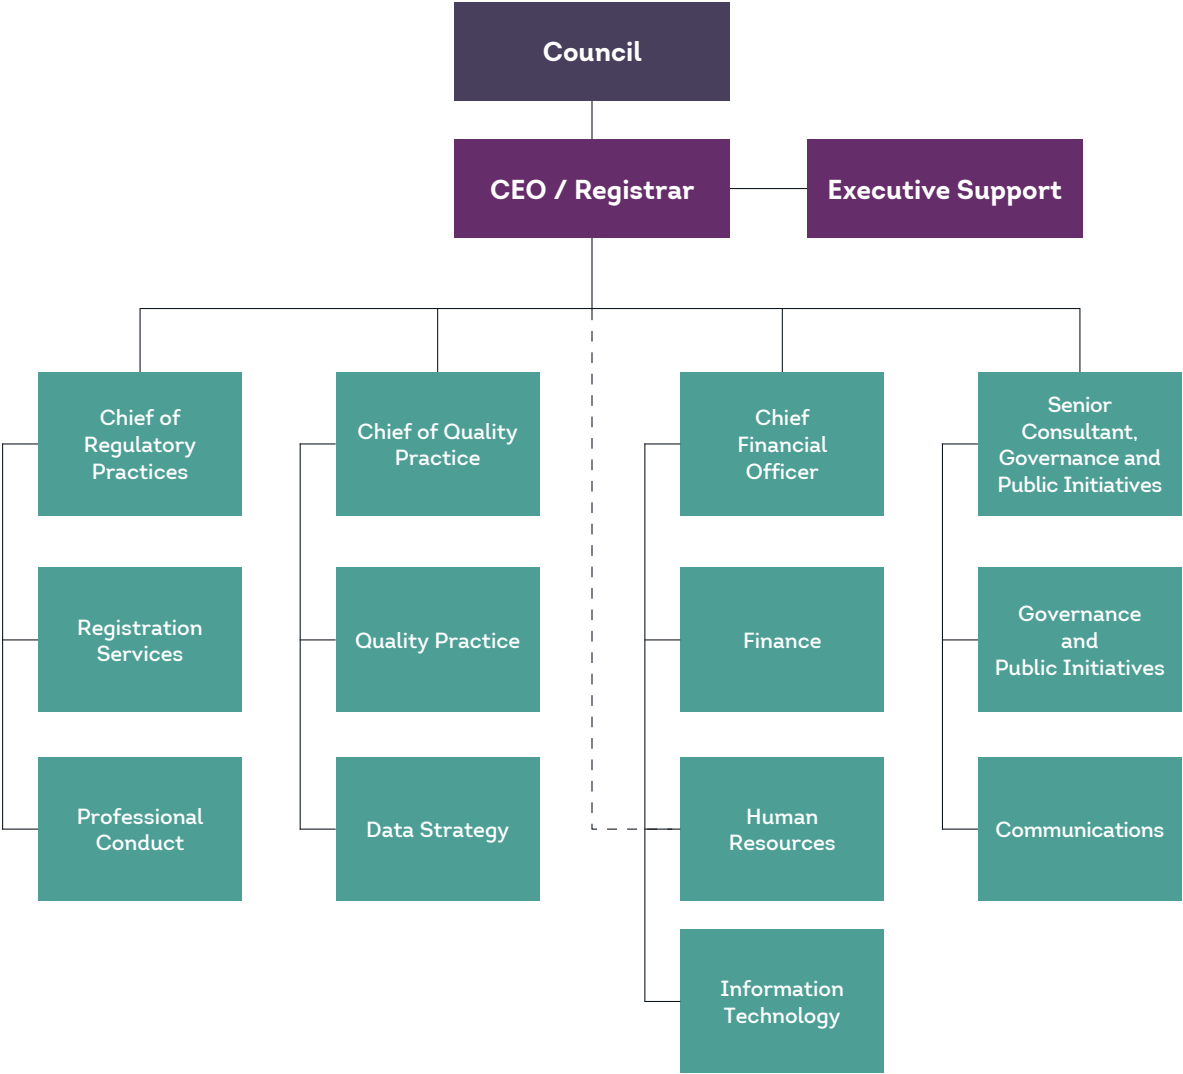 Council
CEO / Registrar
Executive Support
Chief of
Regulatory
Practices
Chief of Quality
Practice
Chief
Financial
Officer
Senior
Consultant,
Governance and
Public Initiatives
Registration
Services
Quality Practice
Finance
Governance
and
Public Initiatives
Professional
Conduct
Data Strategy
Human
Resources
Communications
Information
Technology